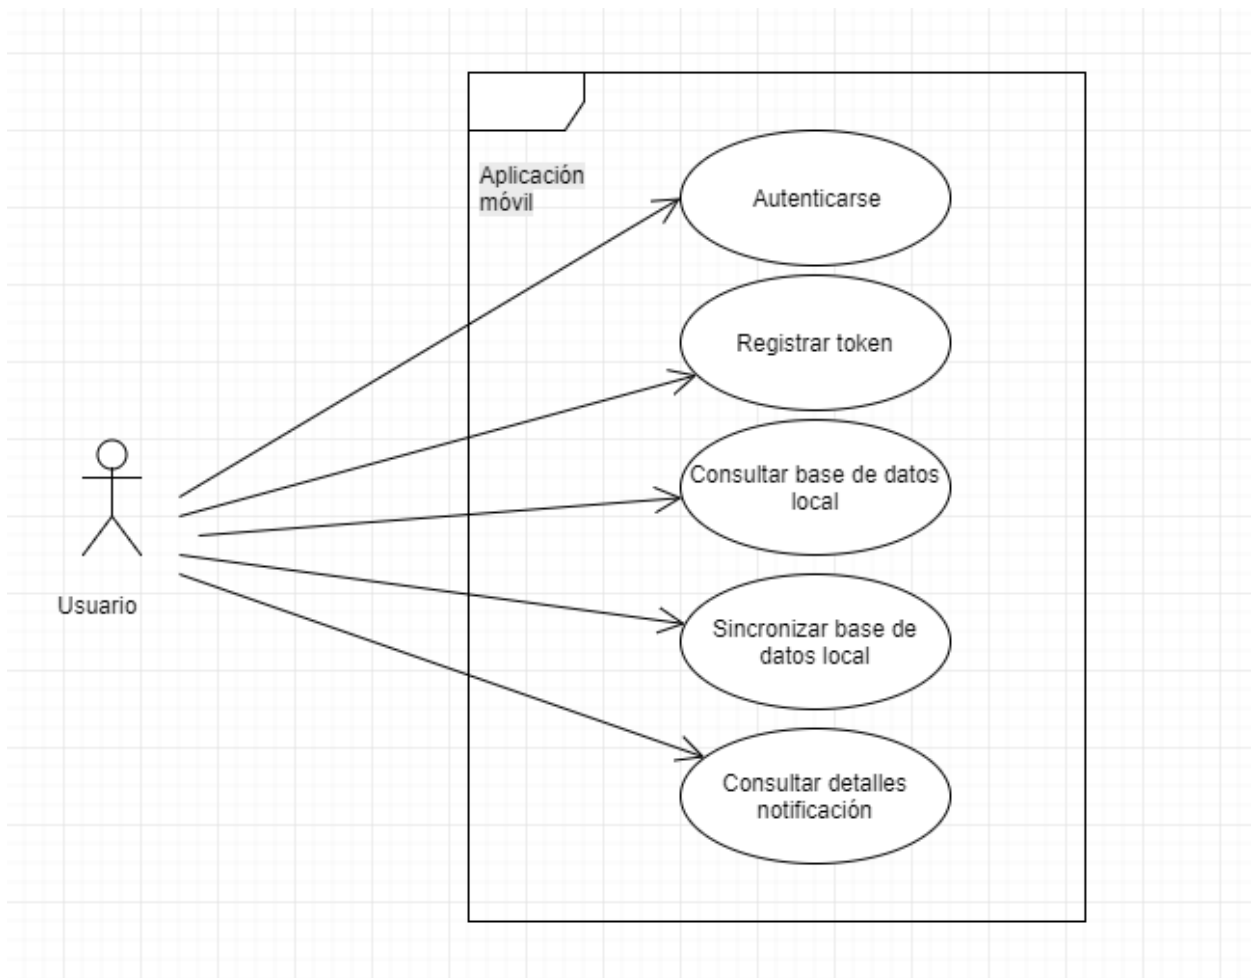 Aplicación
móvil
Autenticarse
Registrar token
Consultar base de datos
local
Sincronizar base de
datos local
Consultar detalles
notificación
Usuario